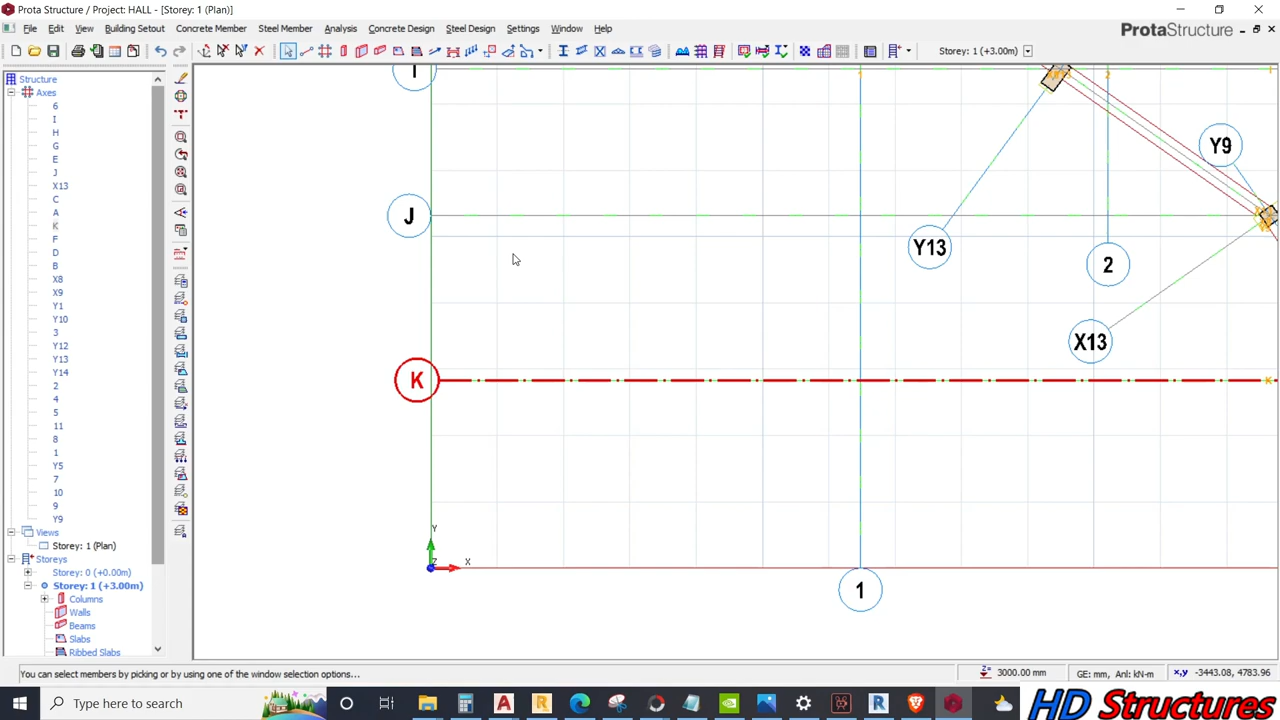 Prota Structure / Project: HALL - [Storey: 1 (Plan)]
File Edit View Building Setout Concrete Member Steel Member Analysis Concrete Design Steel Design Settings Window Help
ProtaStructure
Storey: 1 (+3.00m)
Structure
Axes
6
I
H
G
E
J
X13
C
A
K
F
D
B
X8
X9
Y1
Y10
3
Y12
Y13
Y14
2
4
5
11
8
1
Y5
7
10
9
Y9
Views
Storey: 1 (Plan)
Storeys
Storey: 0 (+0.00m)
Storey: 1 (+3.00m)
Columns
Walls
Beams
Slabs
Ribbed Slabs
I
1
2
Y9
J
Y13
2
X13
K
K
Y
Z
X
1
You can select members by picking or by using one of the window selection options...
Z= 3000.00 mm
GE: mm, Anl: kN-m
x,y -3443.08, 4783.96
Type here to search
HD Structures